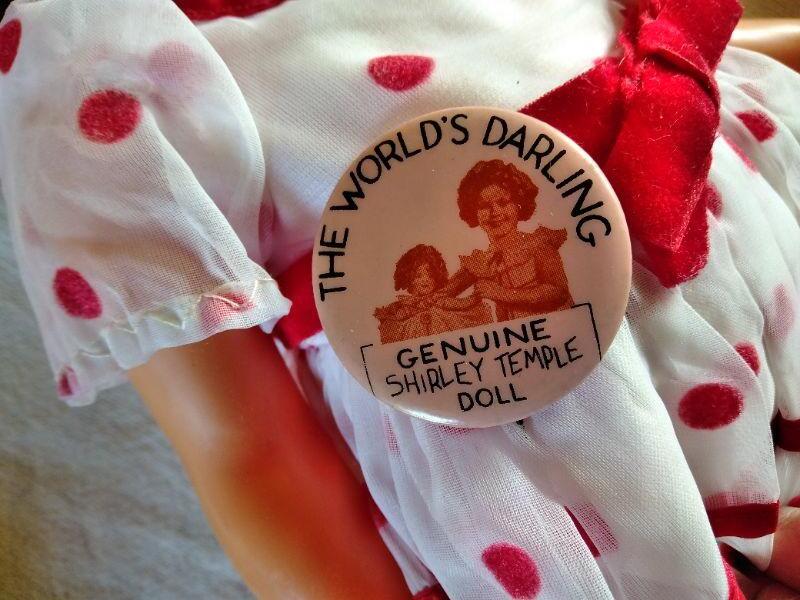 THE WORLD'S DARLING
GENUINE
SHIRLEY TEMPLE
DOLL